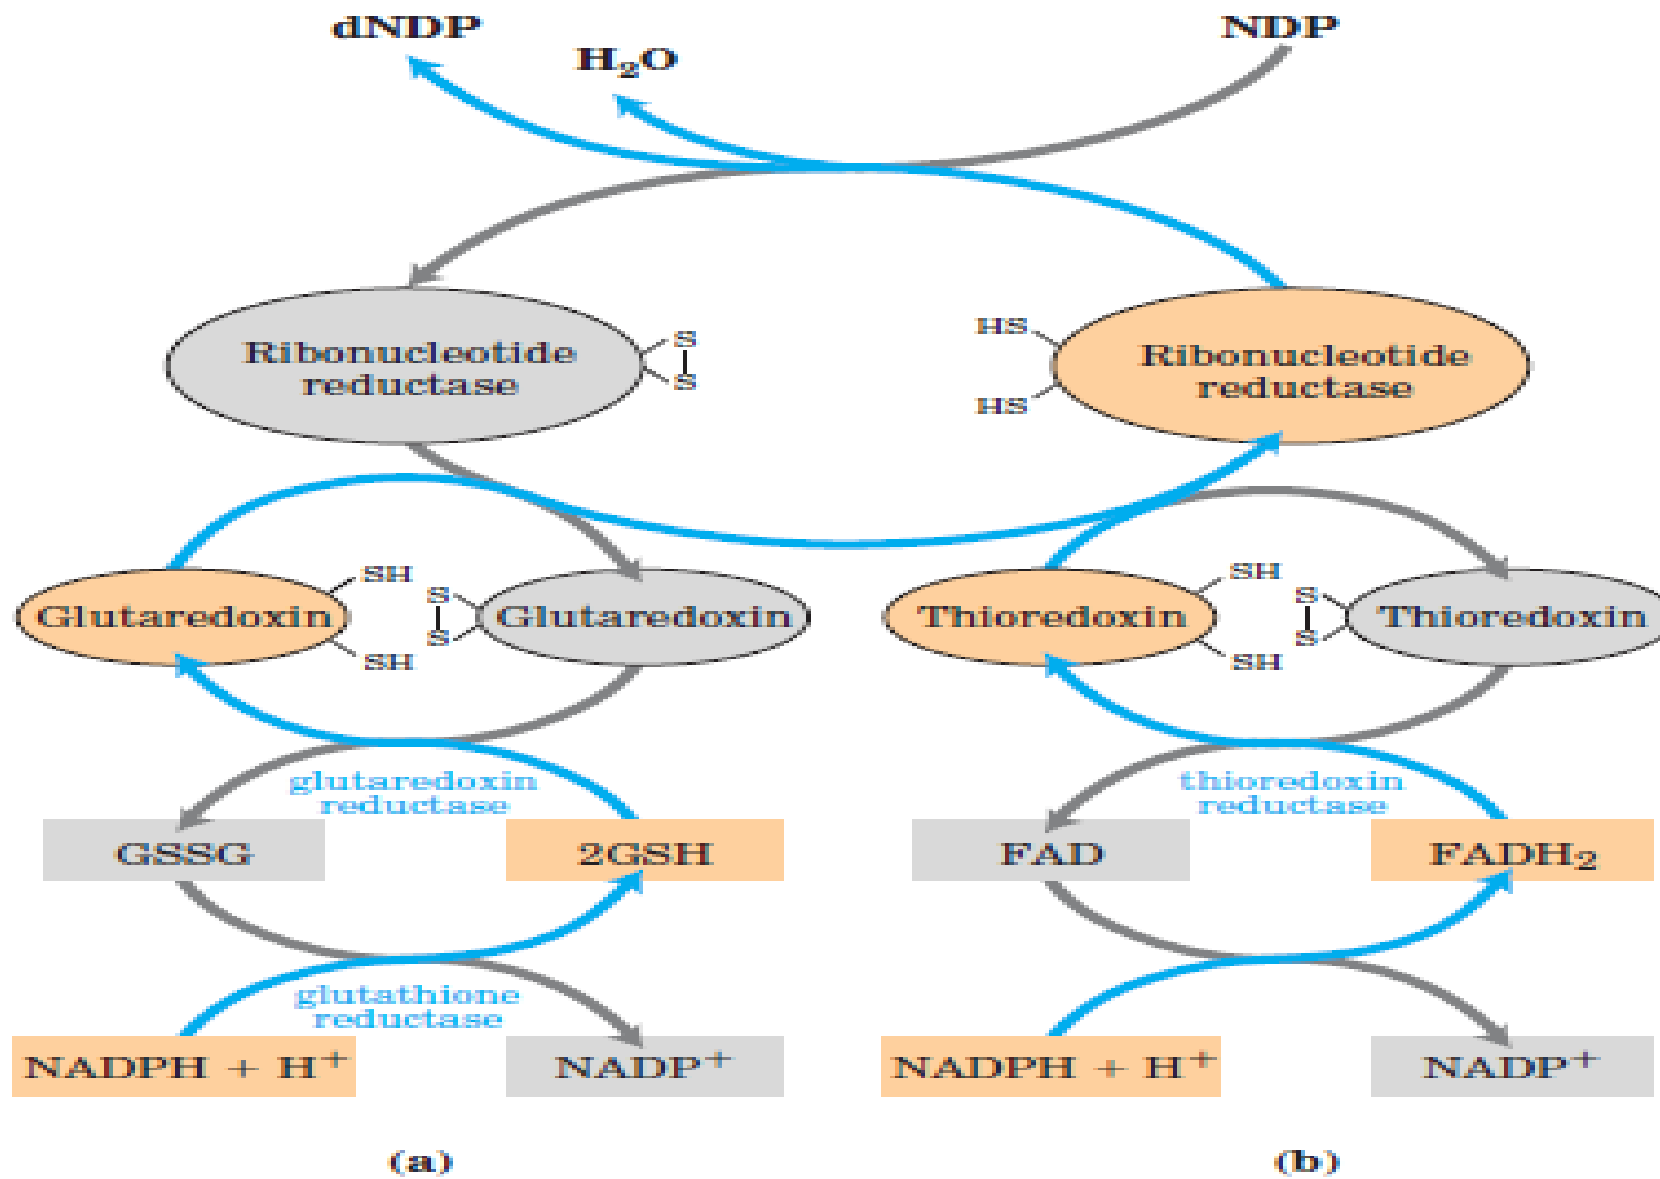 dNDP
NDP
H₂O
Ribonucleotide
reductase
S
S
HS
HS
Ribonucleotide
reductase
Glutaredoxin
SH
SH
S
S
Glutaredoxin
Thioredoxin
SH
SH
S
S
Thioredoxin
glutaredoxin
reductase
thioredoxin
reductase
GSSG
2GSH
FAD
FADH₂
glutathione
reductase
NADPH + H⁺
NADP⁺
NADPH + H⁺
NADP⁺
(a)
(b)